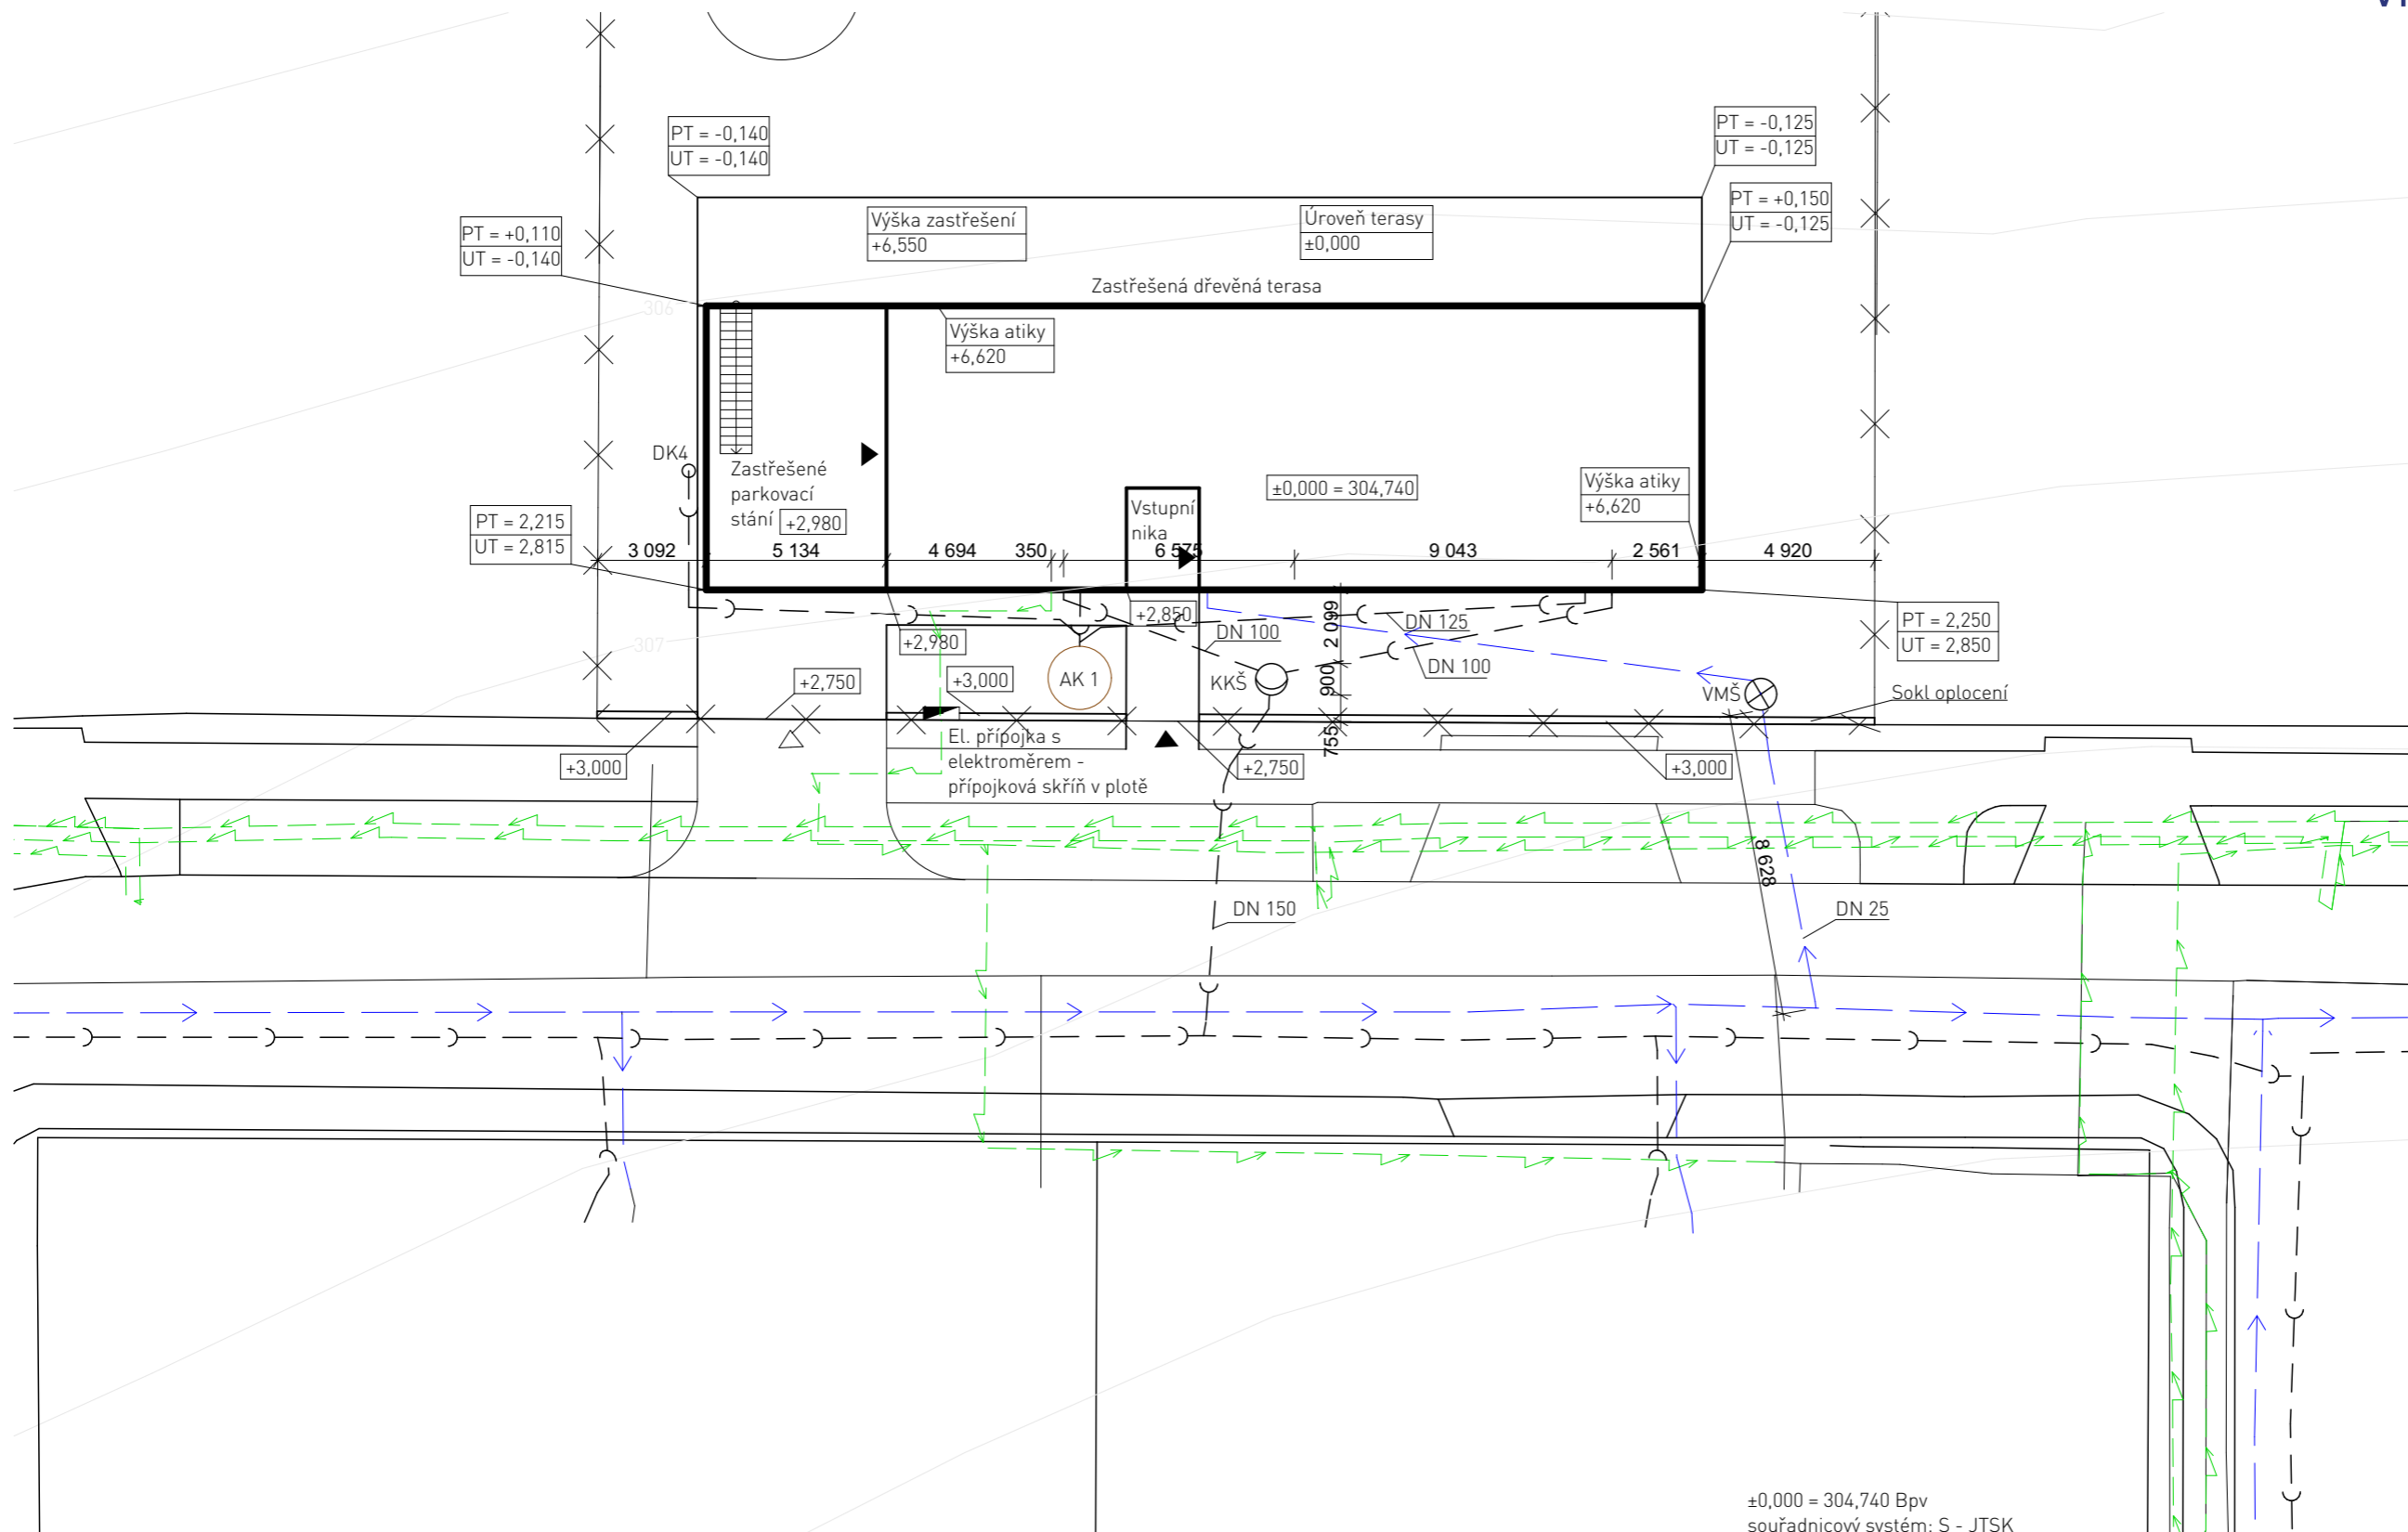 PT = -0,140
UT = -0,140
PT = -0,125
UT = -0,125
PT = +0,150
UT = -0,125
PT = +0,110
UT = -0,140
Výška zastřešení
+6,550
Úroveň terasy
±0,000
Zastřešená dřevěná terasa
306
Výška atiky
+6,620
DK4
Zastřešené
parkovací
stání
+2,980
±0,000 = 304,740
Výška atiky
+6,620
Vstupní
nika
PT = 2,215
UT = 2,815
3 092
5 134
4 694
350
6 575
9 043
2 561
4 920
+2,850
DN 125
DN 100
2 099
PT = 2,250
UT = 2,850
307
+2,980
DN 100
+2,750
+3,000
AK 1
KKŠ
900
VMŠ
Sokl oplocení
755
El. přípojka s
elektroměrem -
přípojková skříň v plotě
+3,000
+2,750
+3,000
8 628
DN 150
DN 25
±0,000 = 304,740 Bpv
souřadnicový systém: S - JTSK